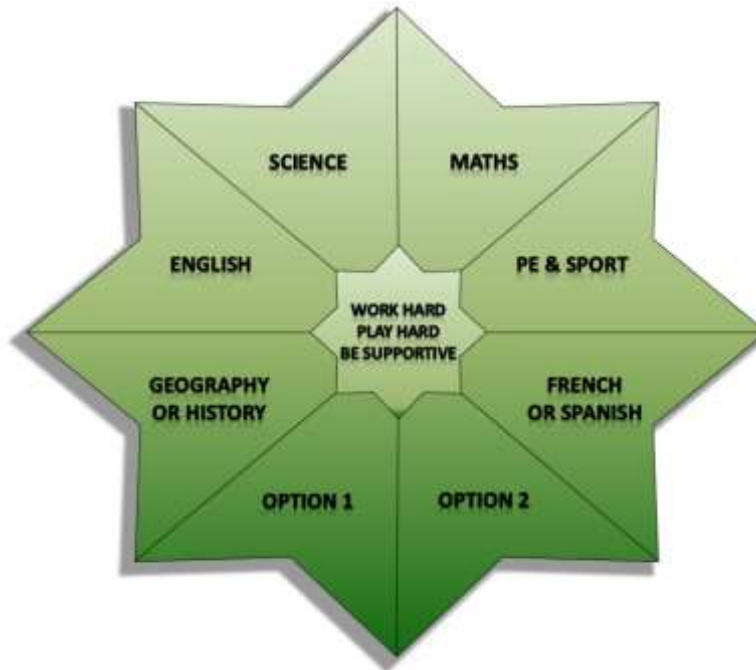 SCIENCE
MATHS
ENGLISH
PE & SPORT
WORK HARD
PLAY HARD
BE SUPPORTIVE
GEOGRAPHY
OR HISTORY
FRENCH
OR SPANISH
OPTION 1
OPTION 2